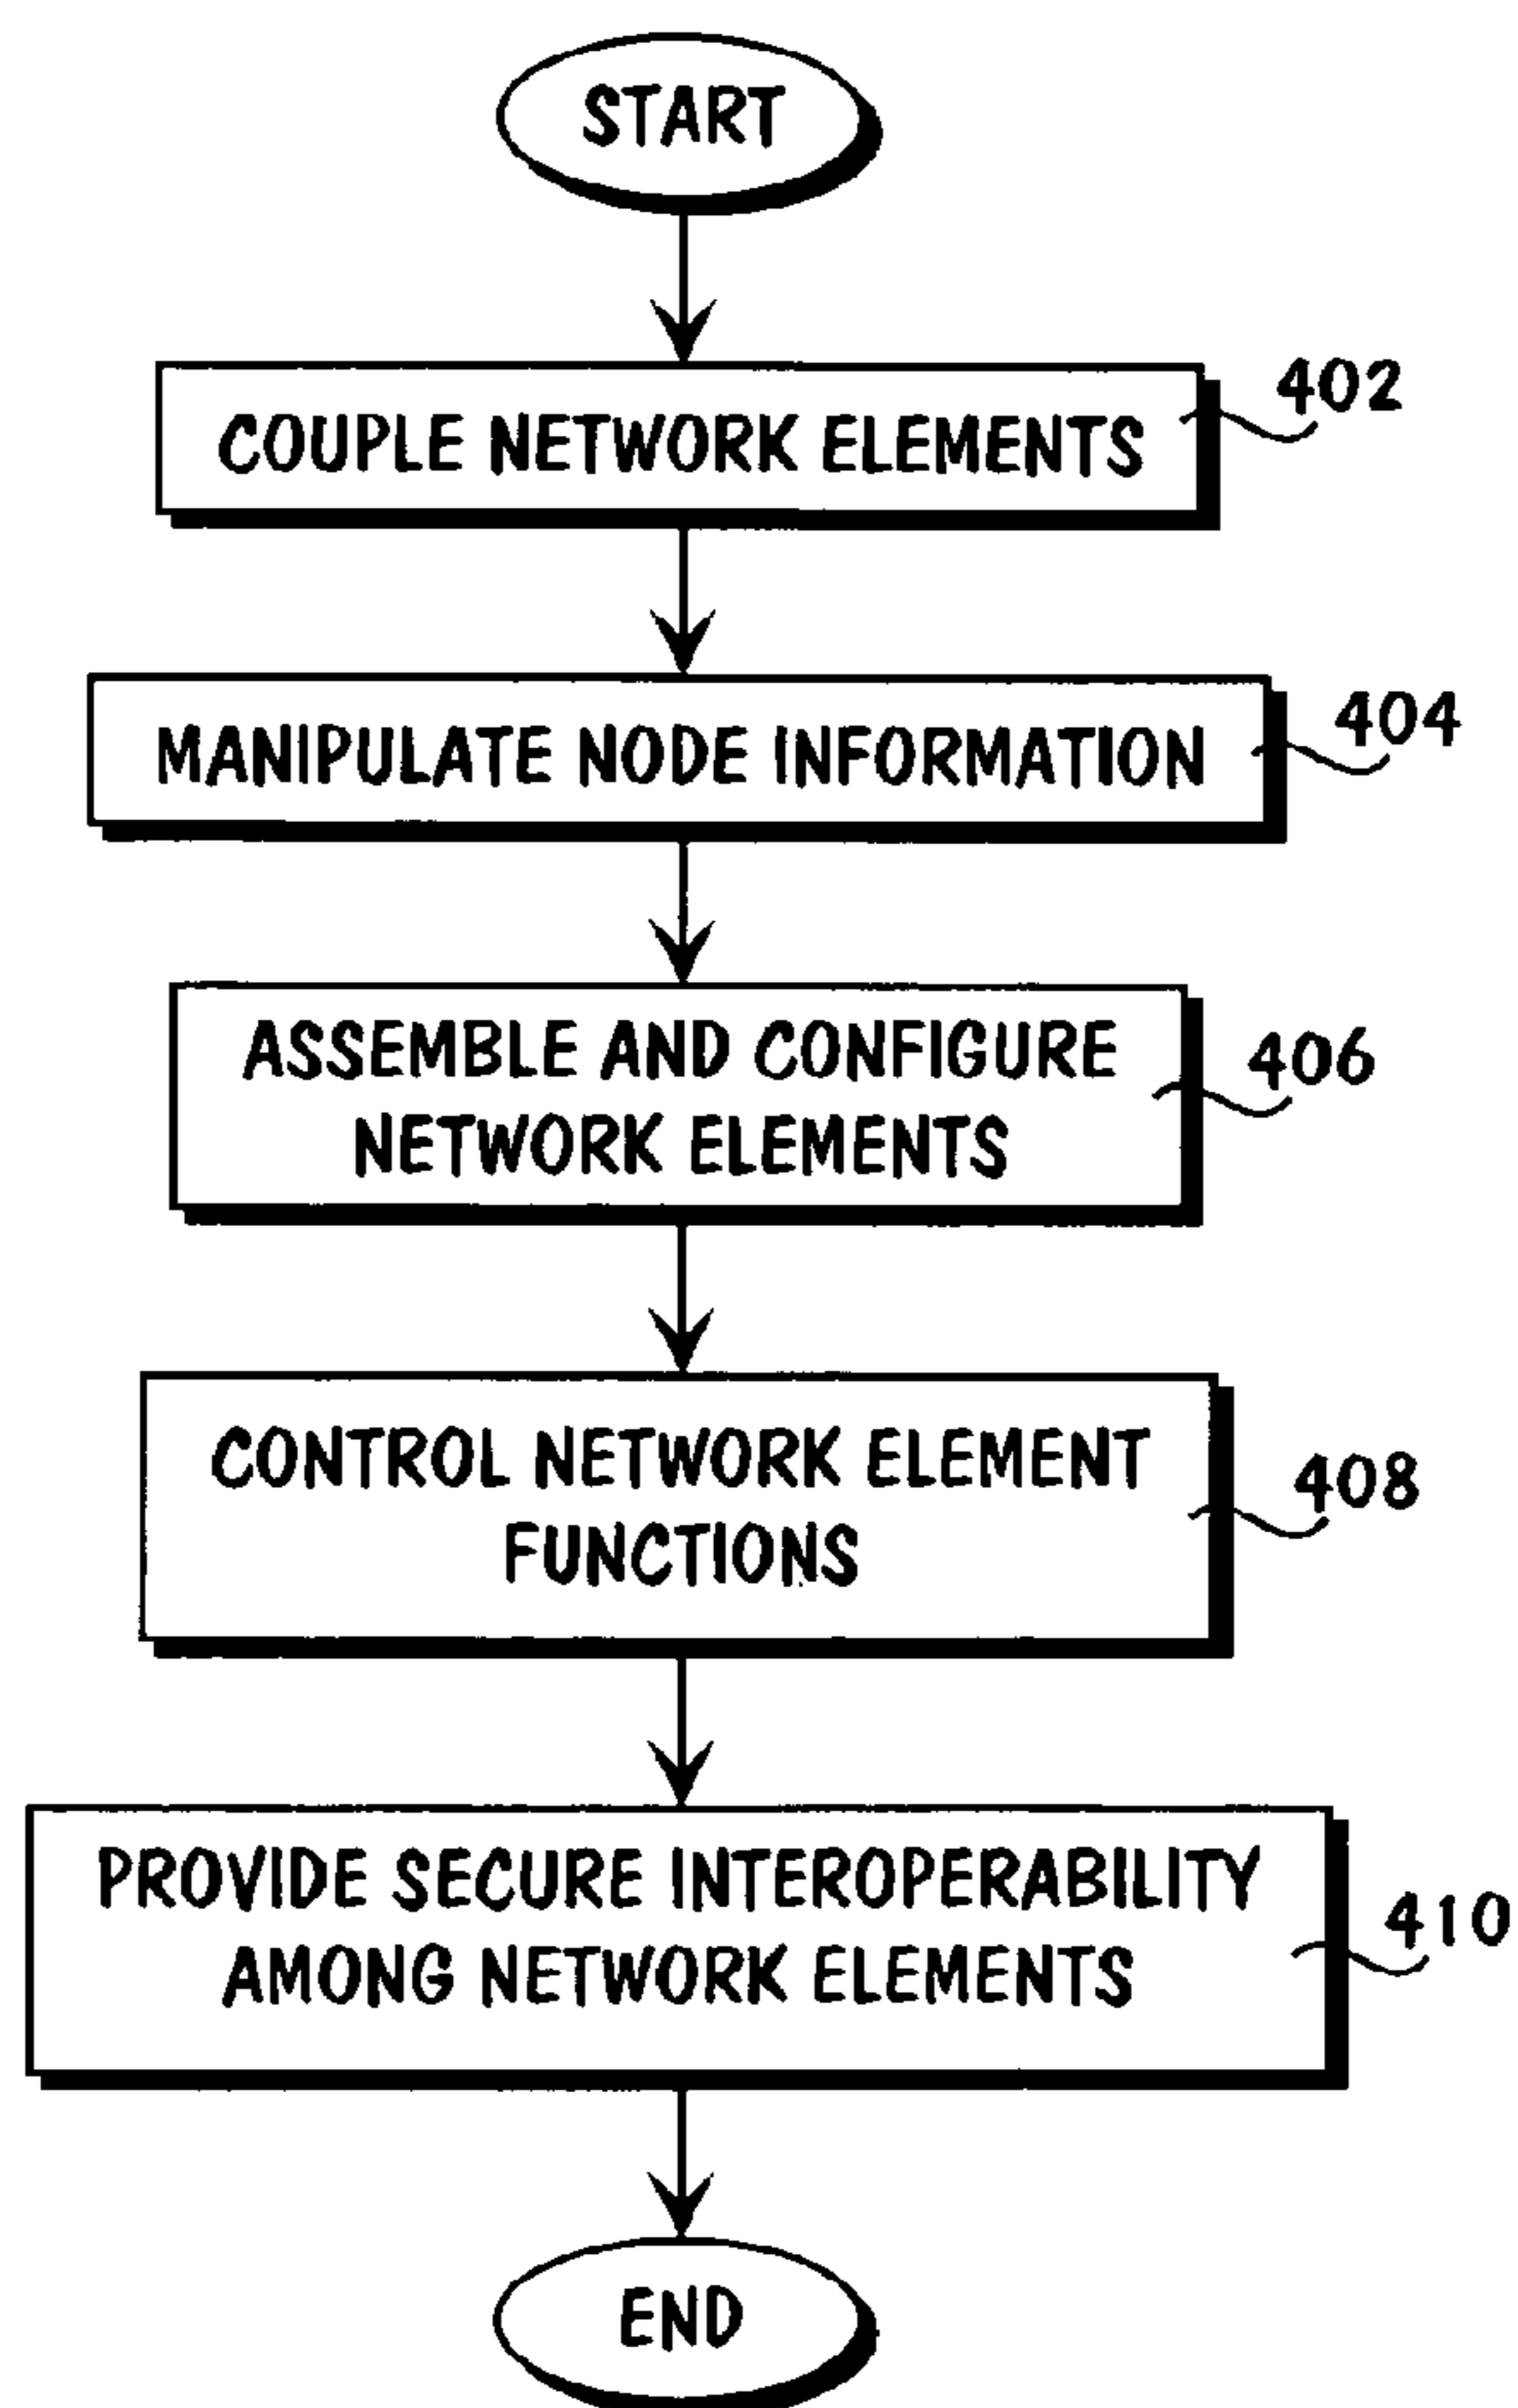 START
COUPLE NETWORK ELEMENTS
402
MANIPULATE NODE INFORMATION
404
ASSEMBLE AND CONFIGURE
NETWORK ELEMENTS
406
CONTROL NETWORK ELEMENT
FUNCTIONS
408
PROVIDE SECURE INTEROPERABILITY
AMONG NETWORK ELEMENTS
410
END